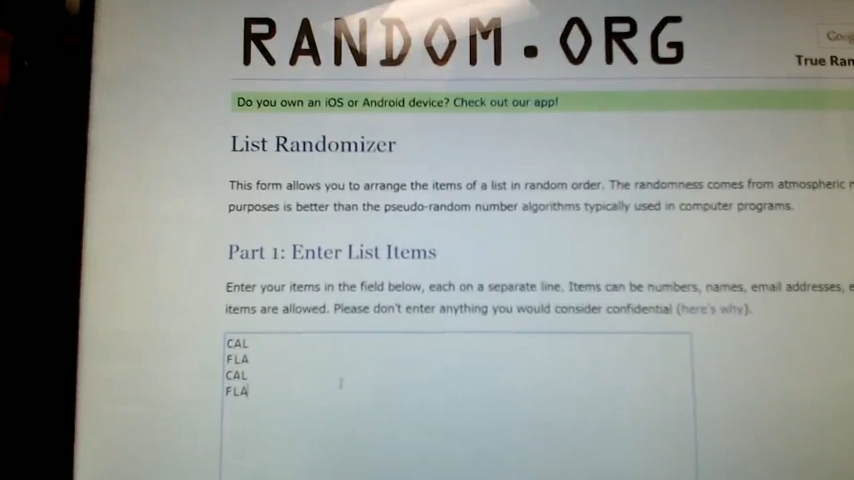 RANDOM.ORG
True
Do you own an iOS or Android device? Check out our app!
List Randomizer
This form allows you to arrange the items of a list in random order. The randomness comes from atmospheric
purposes is better than the pseudo-random number algorithms typically used in computer programs.
Part 1: Enter List Items
Enter your items in the field below, each on a separate line. Items can be numbers, names, email addresses,
items are allowed. Please don't enter anything you would consider confidential (here's why).
CAL
FLA
CAL
FLA